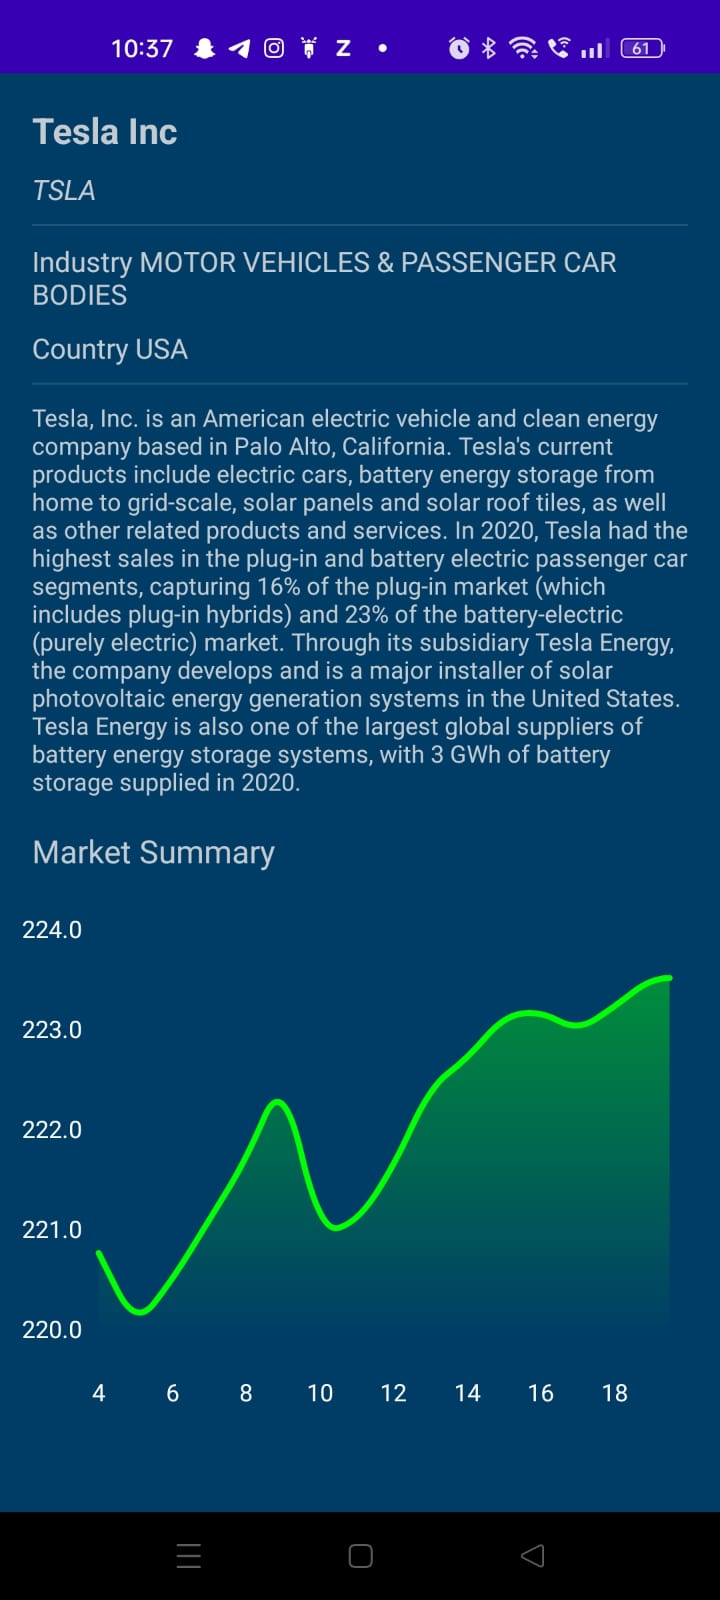 10:37 Z 61
Tesla Inc
TSLA
Industry MOTOR VEHICLES & PASSENGER CAR
BODIES
Country USA
Tesla, Inc. is an American electric vehicle and clean energy
company based in Palo Alto, California. Tesla's current
products include electric cars, battery energy storage from
home to grid-scale, solar panels and solar roof tiles, as well
as other related products and services. In 2020, Tesla had the
highest sales in the plug-in and battery electric passenger car
segments, capturing 16% of the plug-in market (which
includes plug-in hybrids) and 23% of the battery-electric
(purely electric) market. Through its subsidiary Tesla Energy,
the company develops and is a major installer of solar
photovoltaic energy generation systems in the United States.
Tesla Energy is also one of the largest global suppliers of
battery energy storage systems, with 3 GWh of battery
storage supplied in 2020.
Market Summary
224.0
223.0
222.0
221.0
220.0
4 6 8 10 12 14 16 18